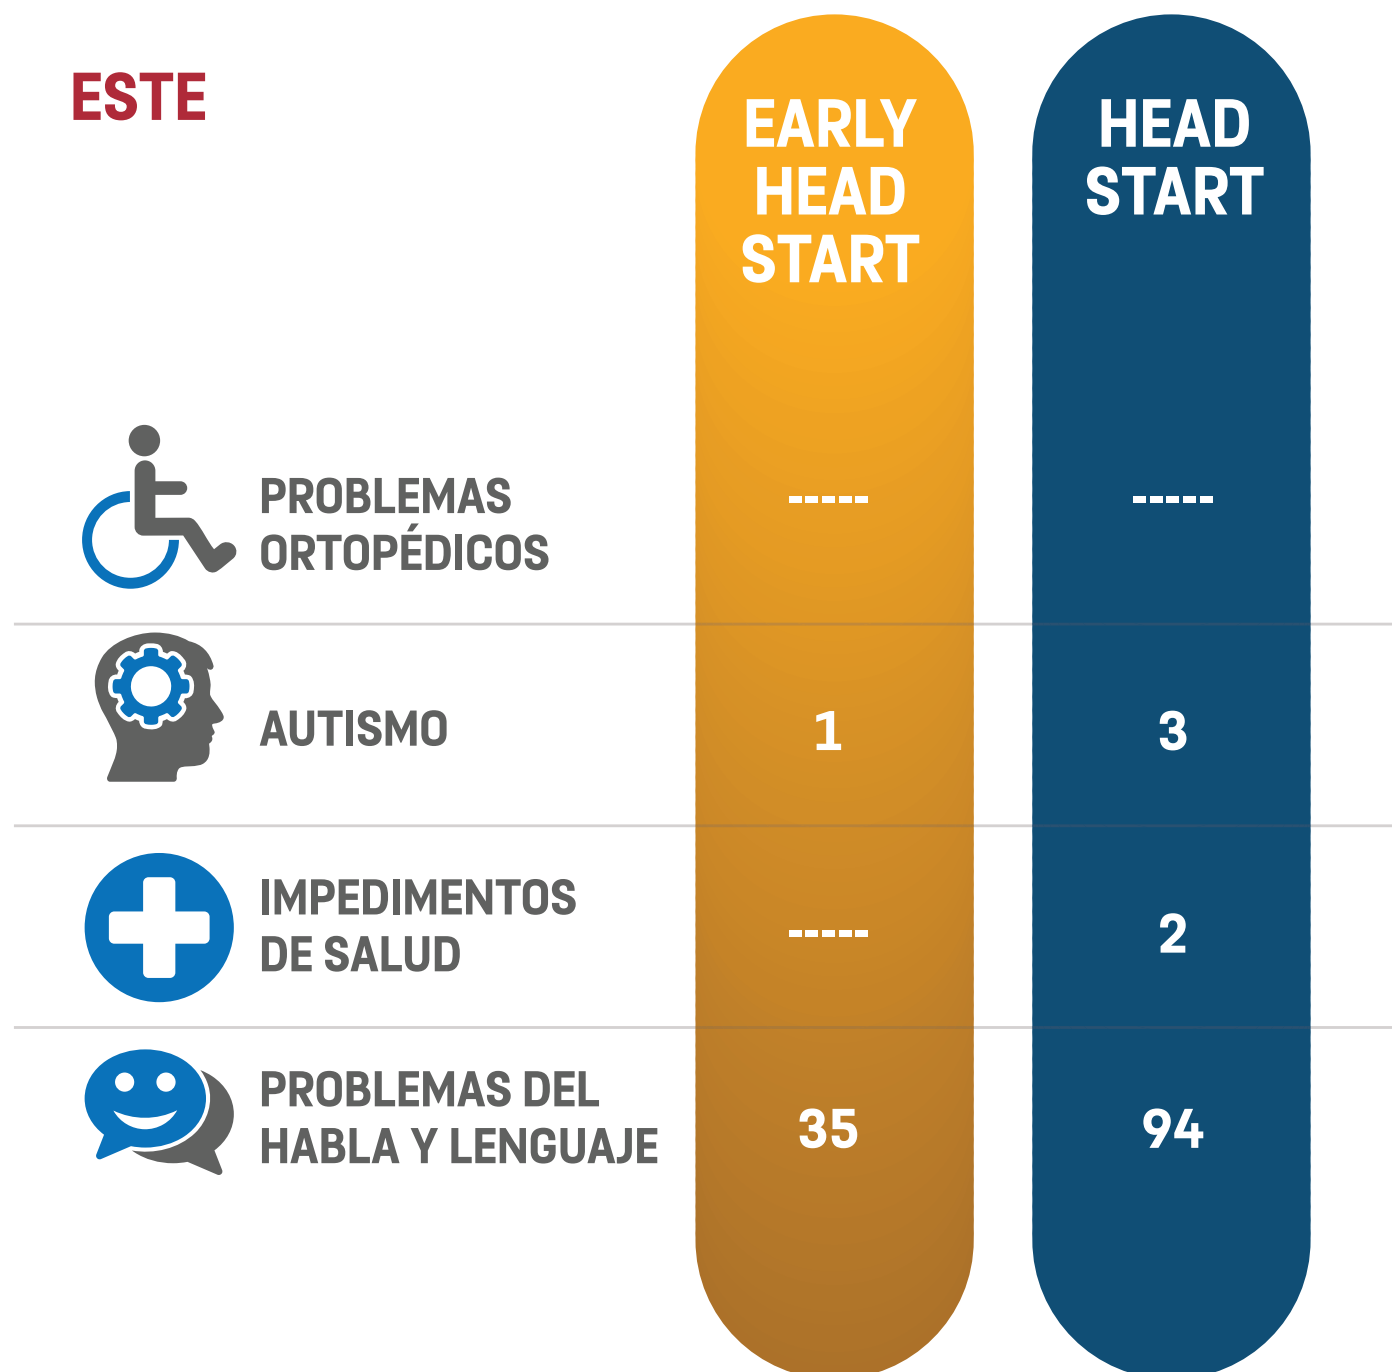 ESTE
EARLY
HEAD
START
HEAD
START
PROBLEMAS
ORTOPÉDICOS
-----
-----
AUTISMO
1
3
IMPEDIMENTOS
DE SALUD
-----
2
PROBLEMAS DEL
HABLA Y LENGUAJE
35
94